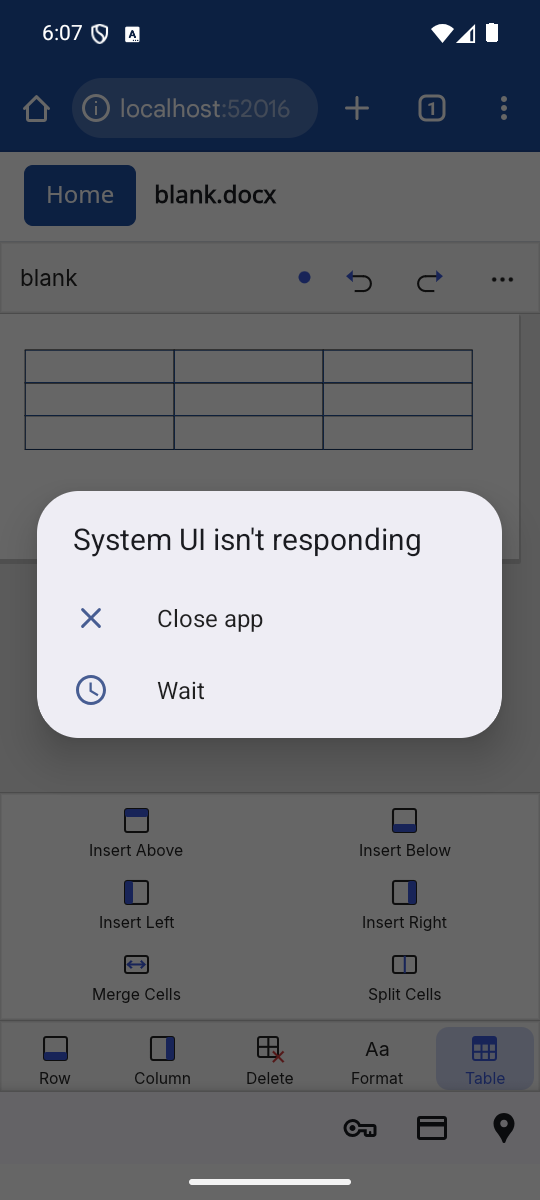 6:07
localhost:52016
1
Home
blank.docx
blank
System UI isn't responding
Close app
Wait
Insert Above
Insert Below
Insert Left
Insert Right
Merge Cells
Split Cells
Aa
Row
Column
Delete
Format
Table